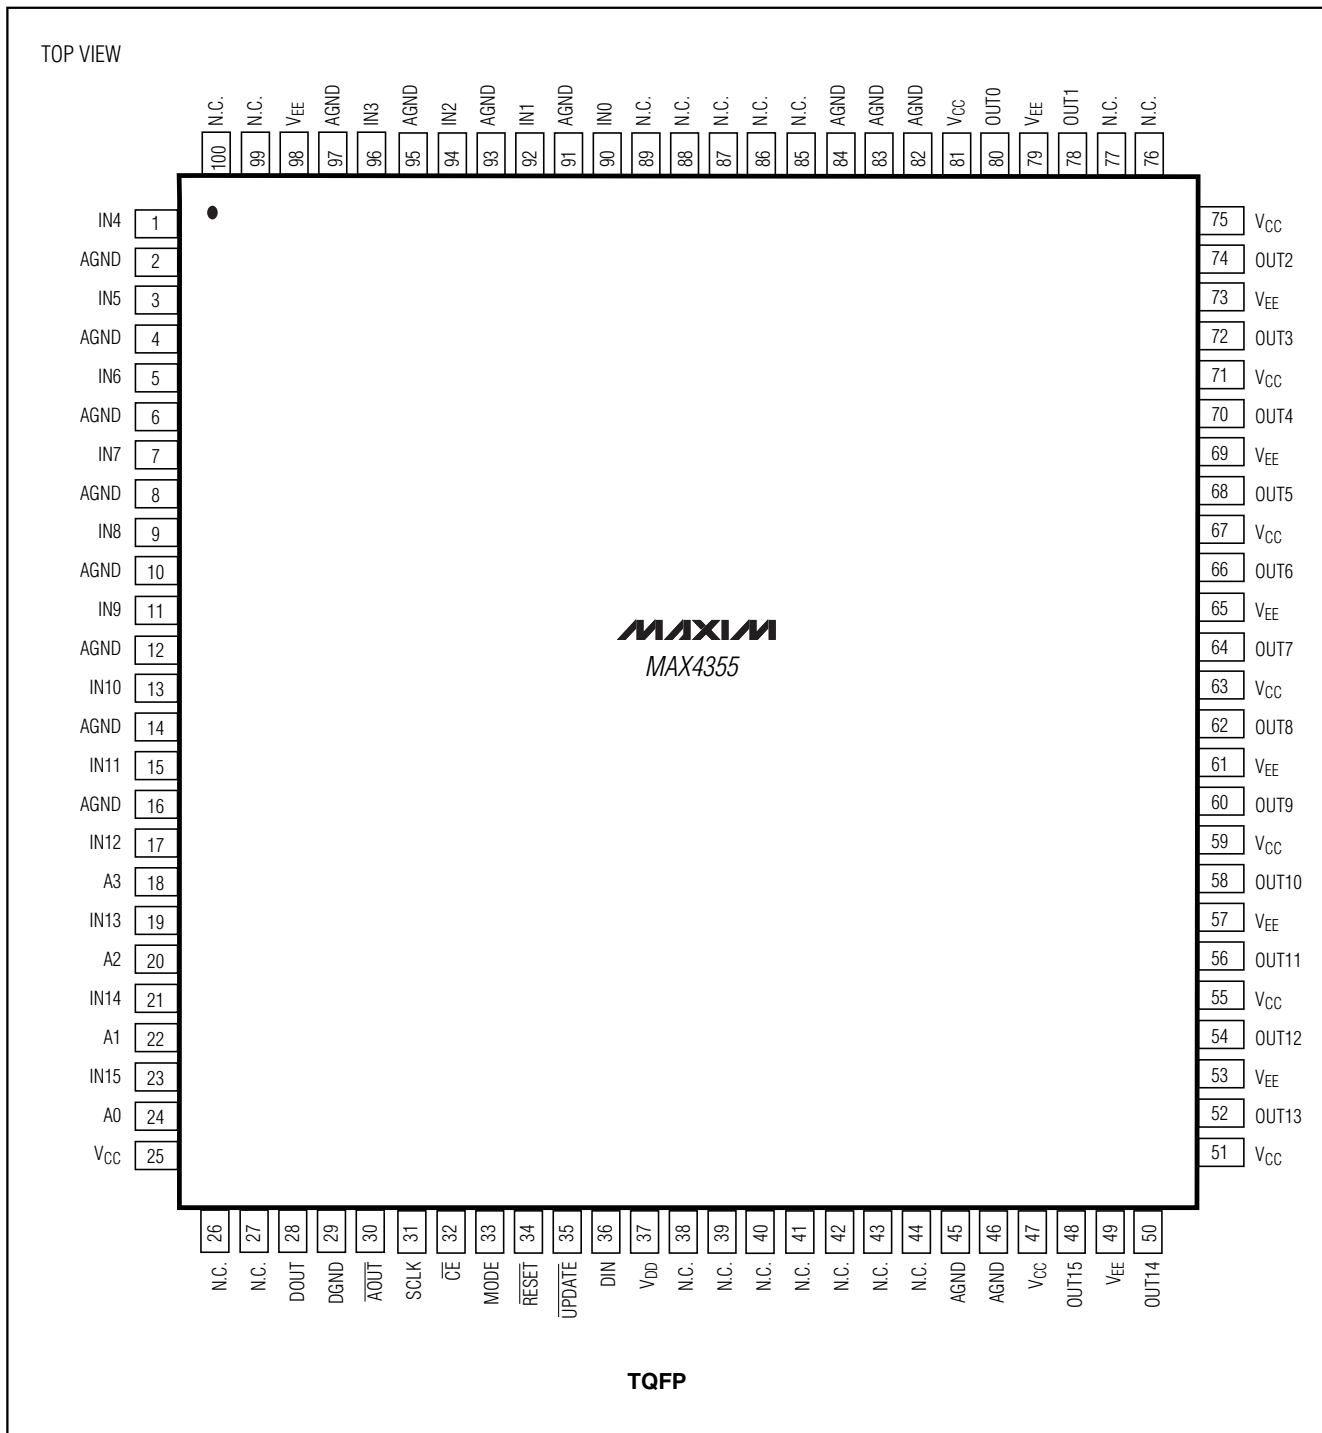 TOP VIEW
N.C. N.C. VEE AGND IN3 AGND IN2 AGND IN1 AGND IN0 N.C. N.C. N.C. N.C. N.C. AGND AGND AGND VCC OUT0 VEE OUT1 N.C. N.C.
100 99 98 97 96 95 94 93 92 91 90 89 88 87 86 85 84 83 82 81 80 79 78 77 76
IN4 1 75 VCC
AGND 2 74 OUT2
IN5 3 73 VEE
AGND 4 72 OUT3
IN6 5 71 VCC
AGND 6 70 OUT4
IN7 7 69 VEE
AGND 8 68 OUT5
IN8 9 67 VCC
AGND 10 66 OUT6
IN9 11 65 VEE
AGND 12 64 OUT7
IN10 13 63 VCC
AGND 14 62 OUT8
IN11 15 61 VEE
AGND 16 60 OUT9
IN12 17 59 VCC
A3 18 58 OUT10
IN13 19 57 VEE
A2 20 56 OUT11
IN14 21 55 VCC
A1 22 54 OUT12
IN15 23 53 VEE
A0 24 52 OUT13
VCC 25 51 VCC
MAXIM
MAX4355
26 27 28 29 30 31 32 33 34 35 36 37 38 39 40 41 42 43 44 45 46 47 48 49 50
N.C. N.C. DOUT DGND AOUT SCLK CE MODE RESET UPDATE DIN VDD N.C. N.C. N.C. N.C. N.C. N.C. N.C. AGND AGND VCC OUT15 VEE OUT14
TQFP